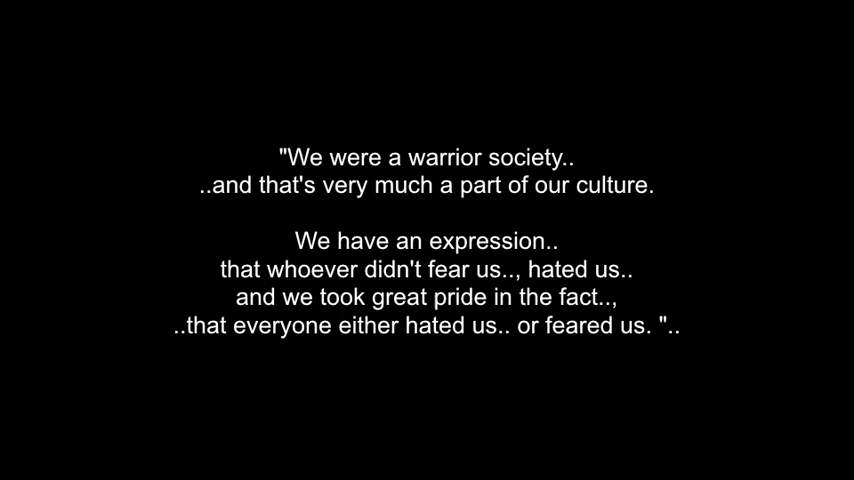 "We were a warrior society..
..and that's very much a part of our culture.
We have an expression..
that whoever didn't fear us.., hated us..
and we took great pride in the fact..,
..that everyone either hated us.. or feared us. "..